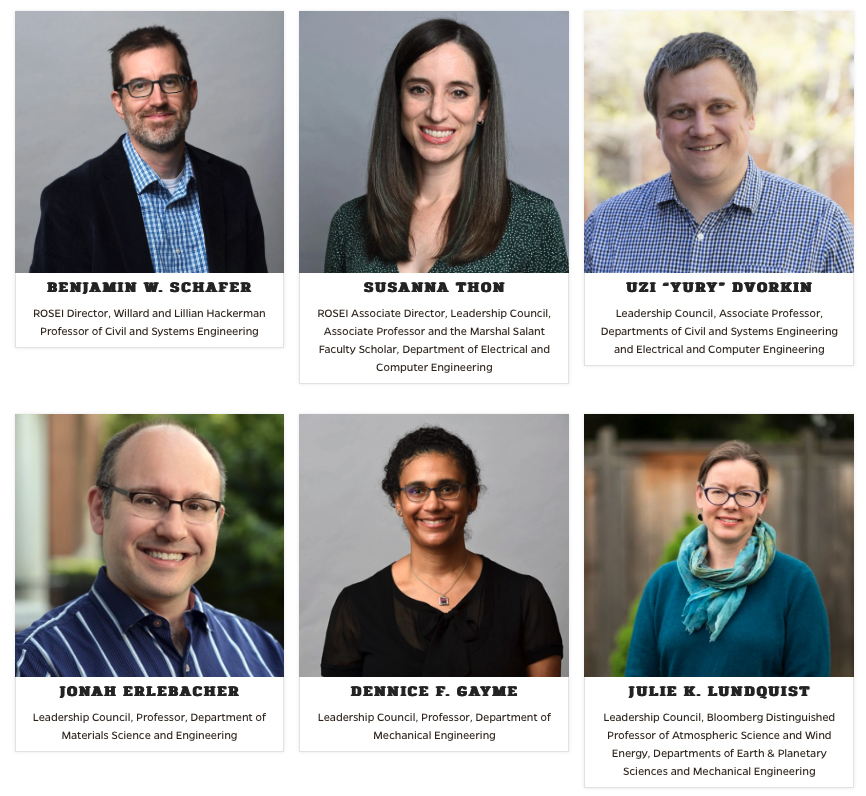 BENJAMIN W. SCHAFER
ROSEI Director, Willard and Lillian Hackerman
Professor of Civil and Systems Engineering
SUSANNA THON
ROSEI Associate Director, Leadership Council,
Associate Professor and the Marshal Salant
Faculty Scholar, Department of Electrical and
Computer Engineering
UZI “YURY” DVORKIN
Leadership Council, Associate Professor,
Departments of Civil and Systems Engineering
and Electrical and Computer Engineering
JONAH ERLEBACHER
Leadership Council, Professor, Department of
Materials Science and Engineering
DENNICE F. GAYME
Leadership Council, Professor, Department of
Mechanical Engineering
JULIE K. LUNDQUIST
Leadership Council, Bloomberg Distinguished
Professor of Atmospheric Science and Wind
Energy, Departments of Earth & Planetary
Sciences and Mechanical Engineering